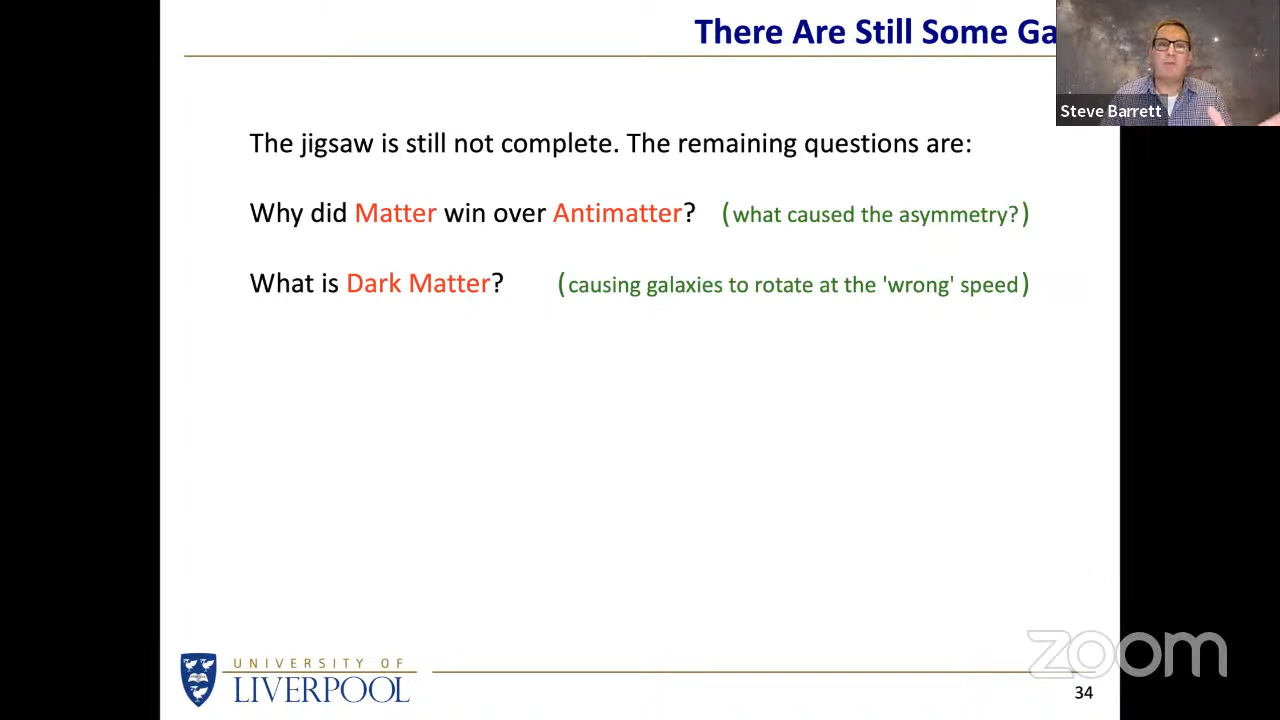 There Are Still Some Ga
Steve Barrett
The jigsaw is still not complete. The remaining questions are:
Why did Matter win over Antimatter? (what caused the asymmetry?)
What is Dark Matter? (causing galaxies to rotate at the 'wrong' speed)
UNIVERSITY OF
LIVERPOOL
zoom
34